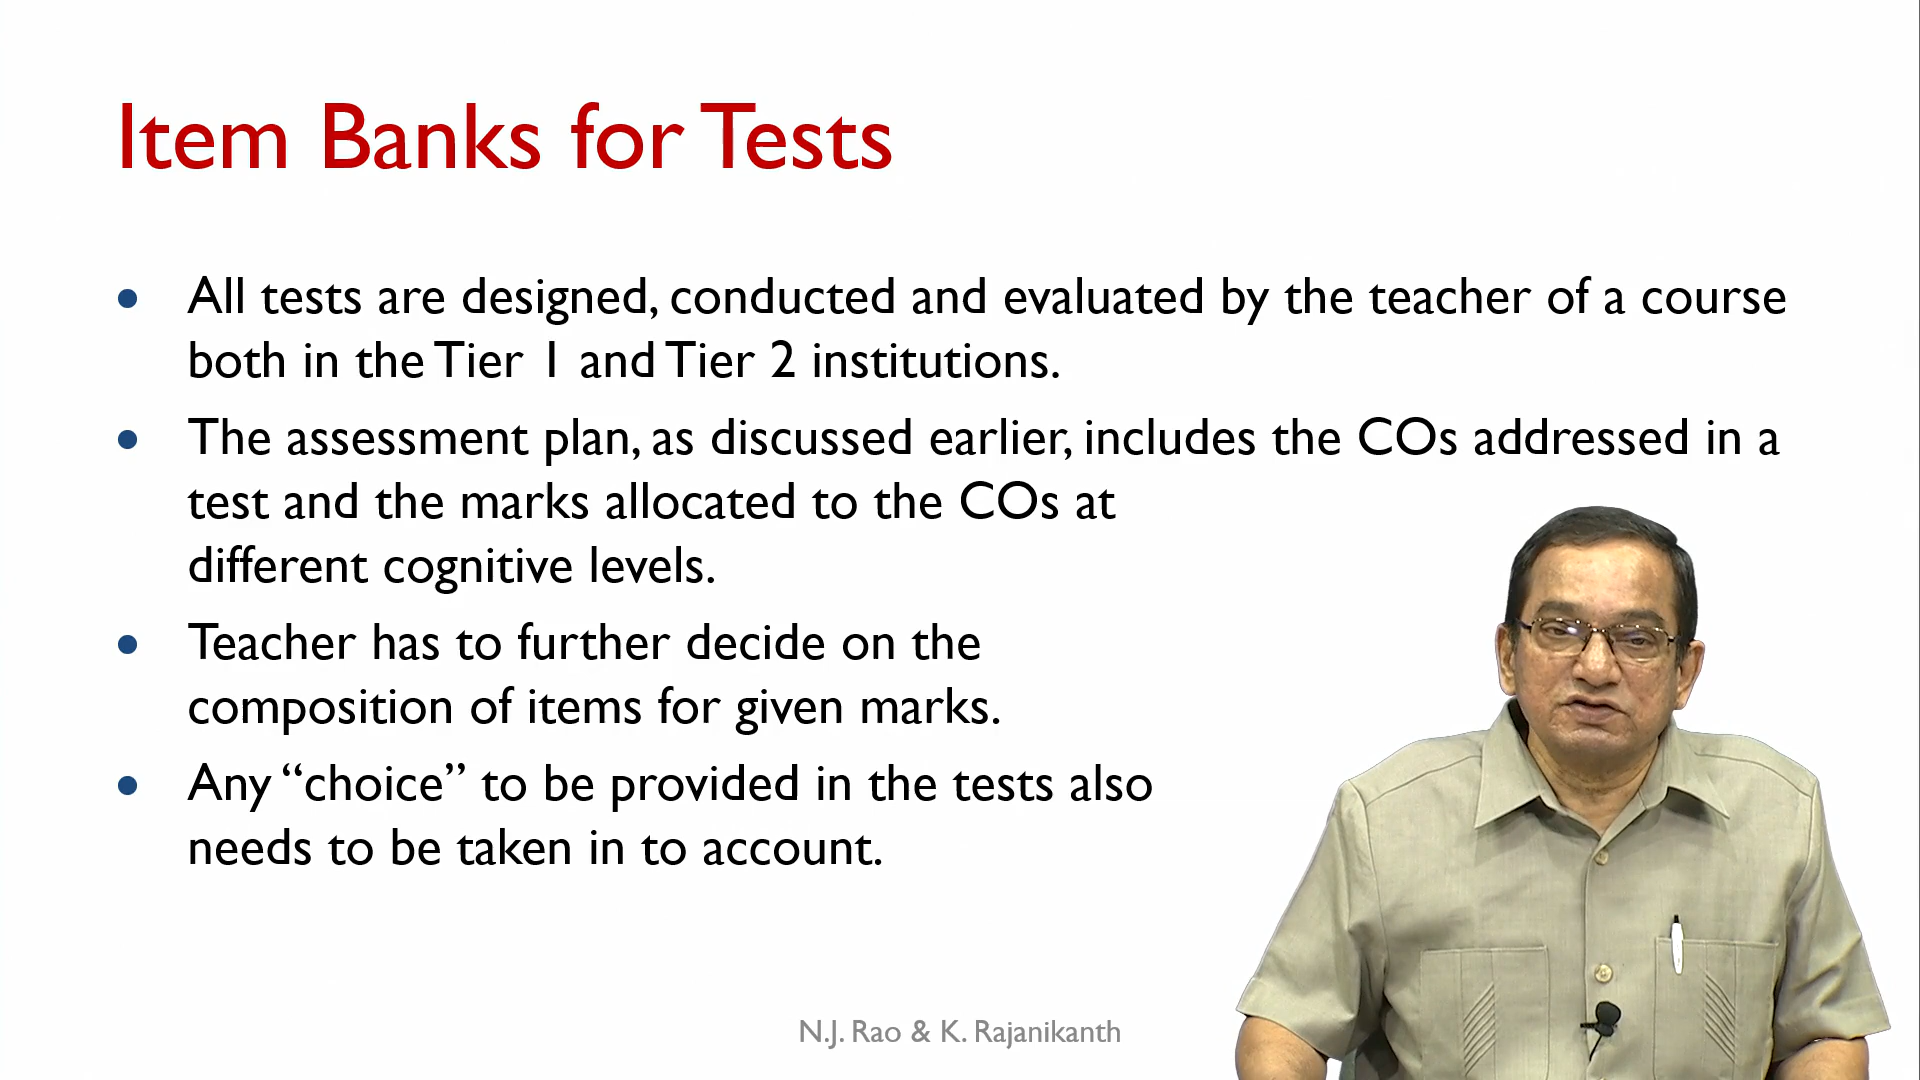 Item Banks for Tests
All tests are designed, conducted and evaluated by the teacher of a course
both in the Tier 1 and Tier 2 institutions.
The assessment plan, as discussed earlier, includes the COs addressed in a
test and the marks allocated to the COs at
different cognitive levels.
Teacher has to further decide on the
composition of items for given marks.
Any “choice” to be provided in the tests also
needs to be taken in to account.
N.J. Rao & K. Rajanikanth